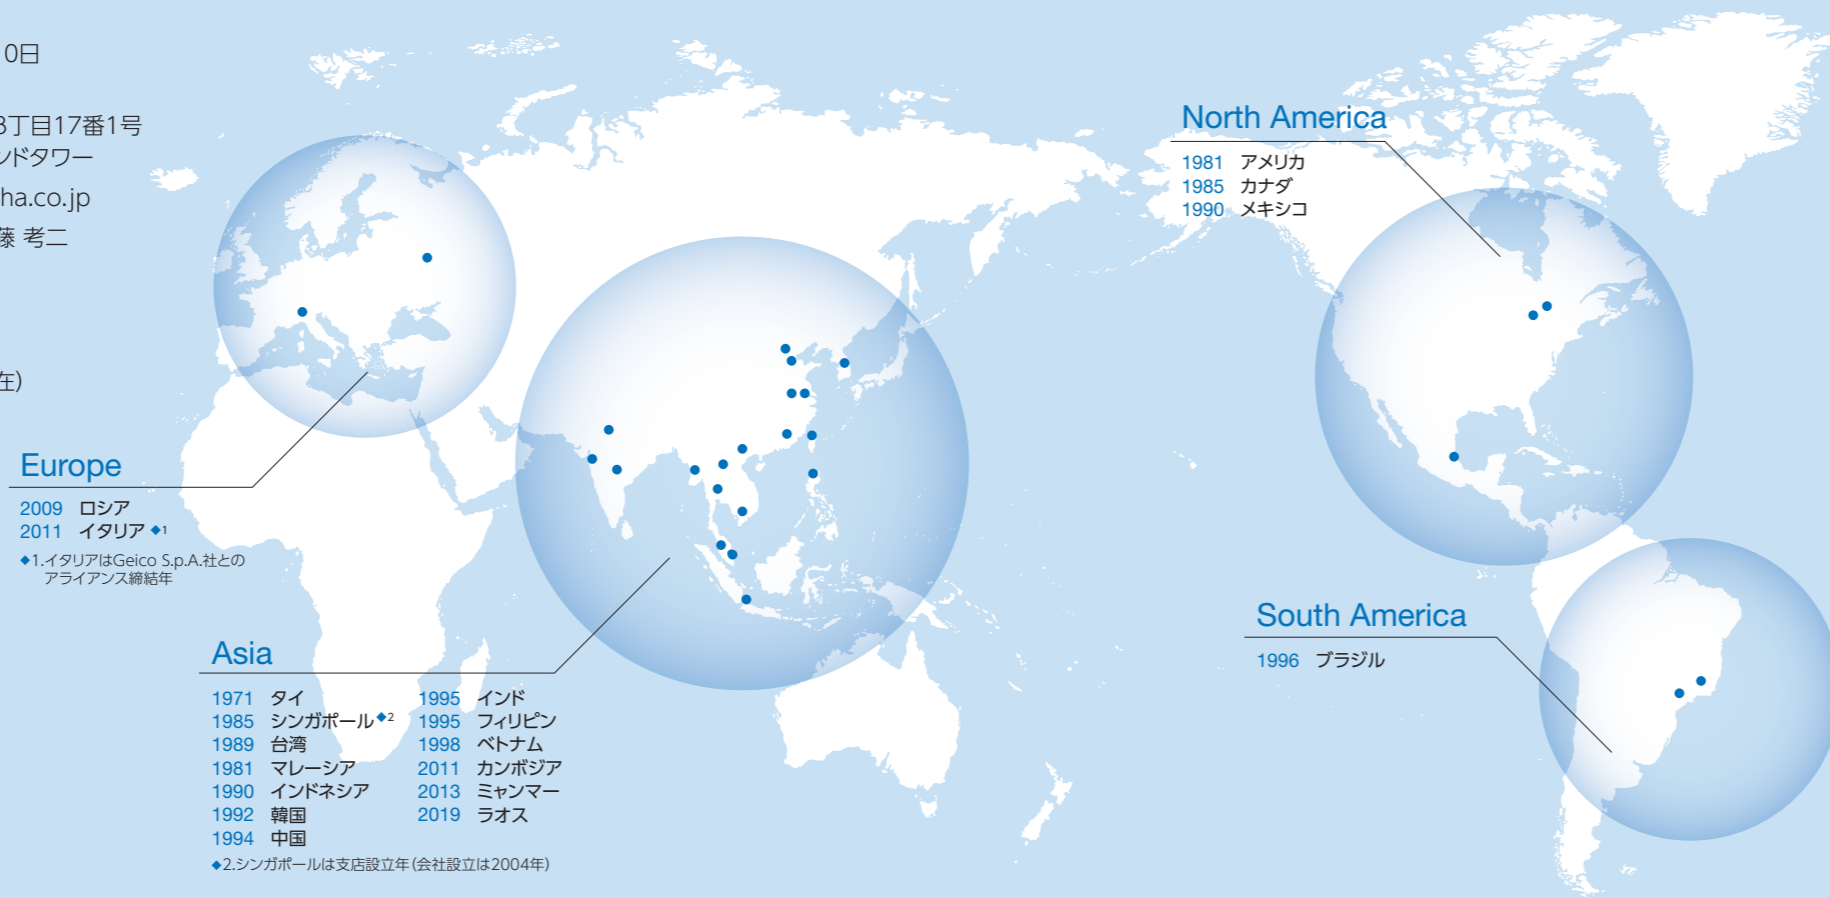 0日
3丁目17番1号
ンドタワー
ha.co.jp
藤 考二
在)
Europe
2009 ロシア
2011 イタリア ◆1
◆1.イタリアはGeico S.p.A.社との
アライアンス締結年
Asia
1971 タイ
1985 シンガポール◆2
1989 台湾
1981 マレーシア
1990 インドネシア
1992 韓国
1994 中国
1995 インド
1995 フィリピン
1998 ベトナム
2011 カンボジア
2013 ミャンマー
2019 ラオス
◆2.シンガポールは支店設立年(会社設立は2004年)
North America
1981 アメリカ
1985 カナダ
1990 メキシコ
South America
1996 ブラジル